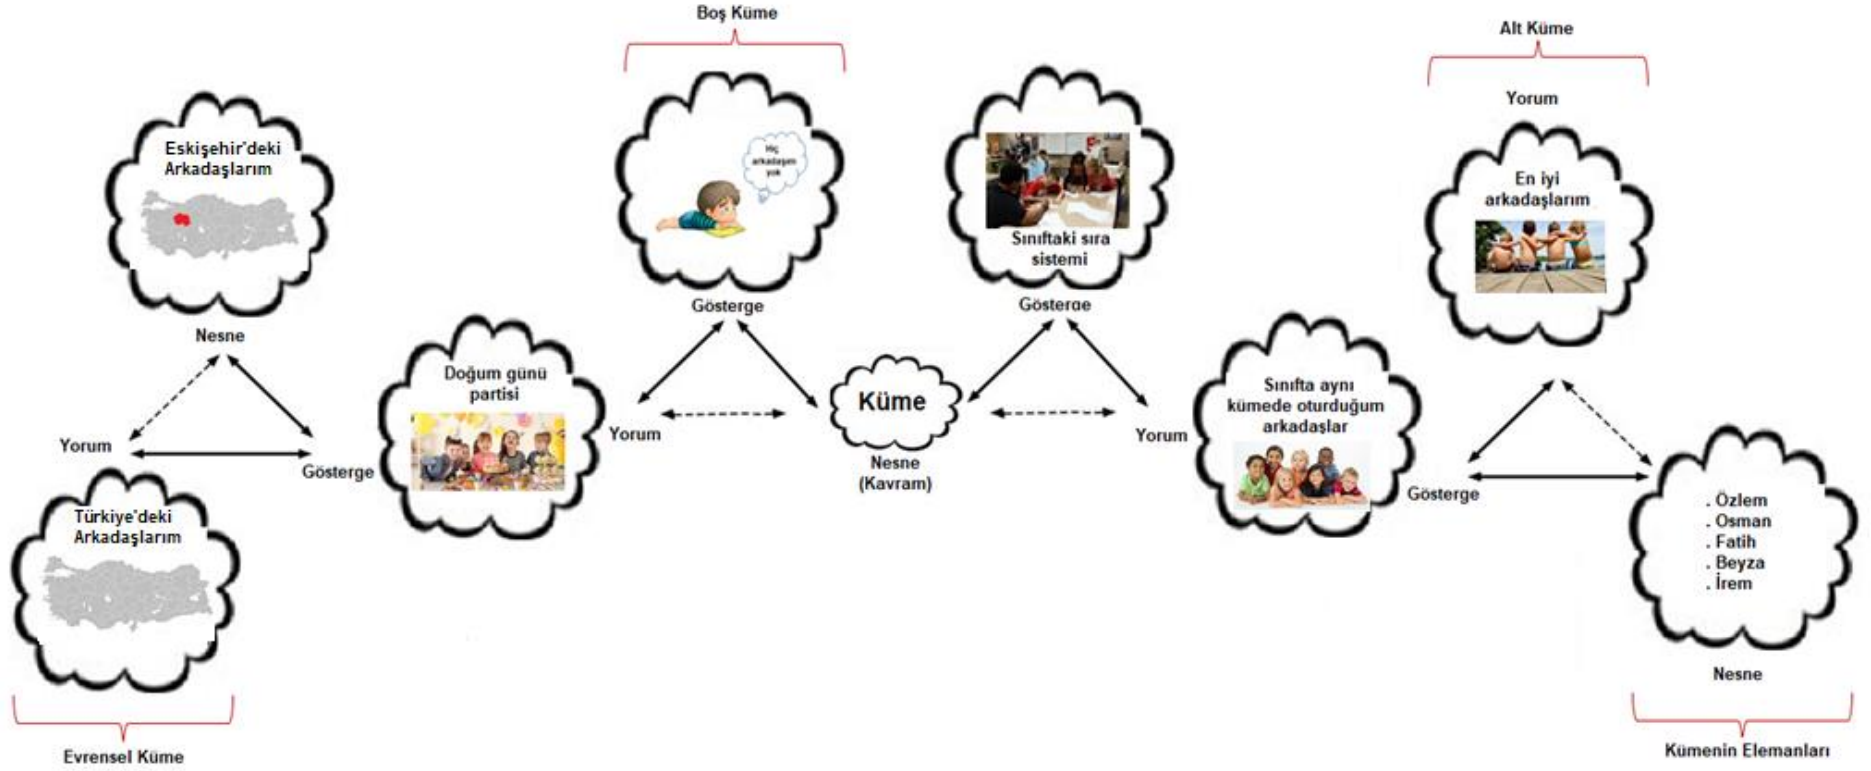 Boş Küme
Alt Küme
Yorum
Eskişehir'deki
Arkadaşlarım
Hiç
arkadaşım
yok
Sınıftaki sıra
sistemi
En iyi
arkadaşlarım
Gösterge
Gösterge
Nesne
Doğum günü
partisi
Küme
Sınıfta aynı
kümede oturduğum
arkadaşlar
Yorum
Gösterge
Yorum
Nesne
(Kavram)
Yorum
Gösterge
Türkiye'deki
Arkadaşlarım
. Özlem
. Osman
. Fatih
. Beyza
. İrem
Nesne
Evrensel Küme
Kümenin Elemanları